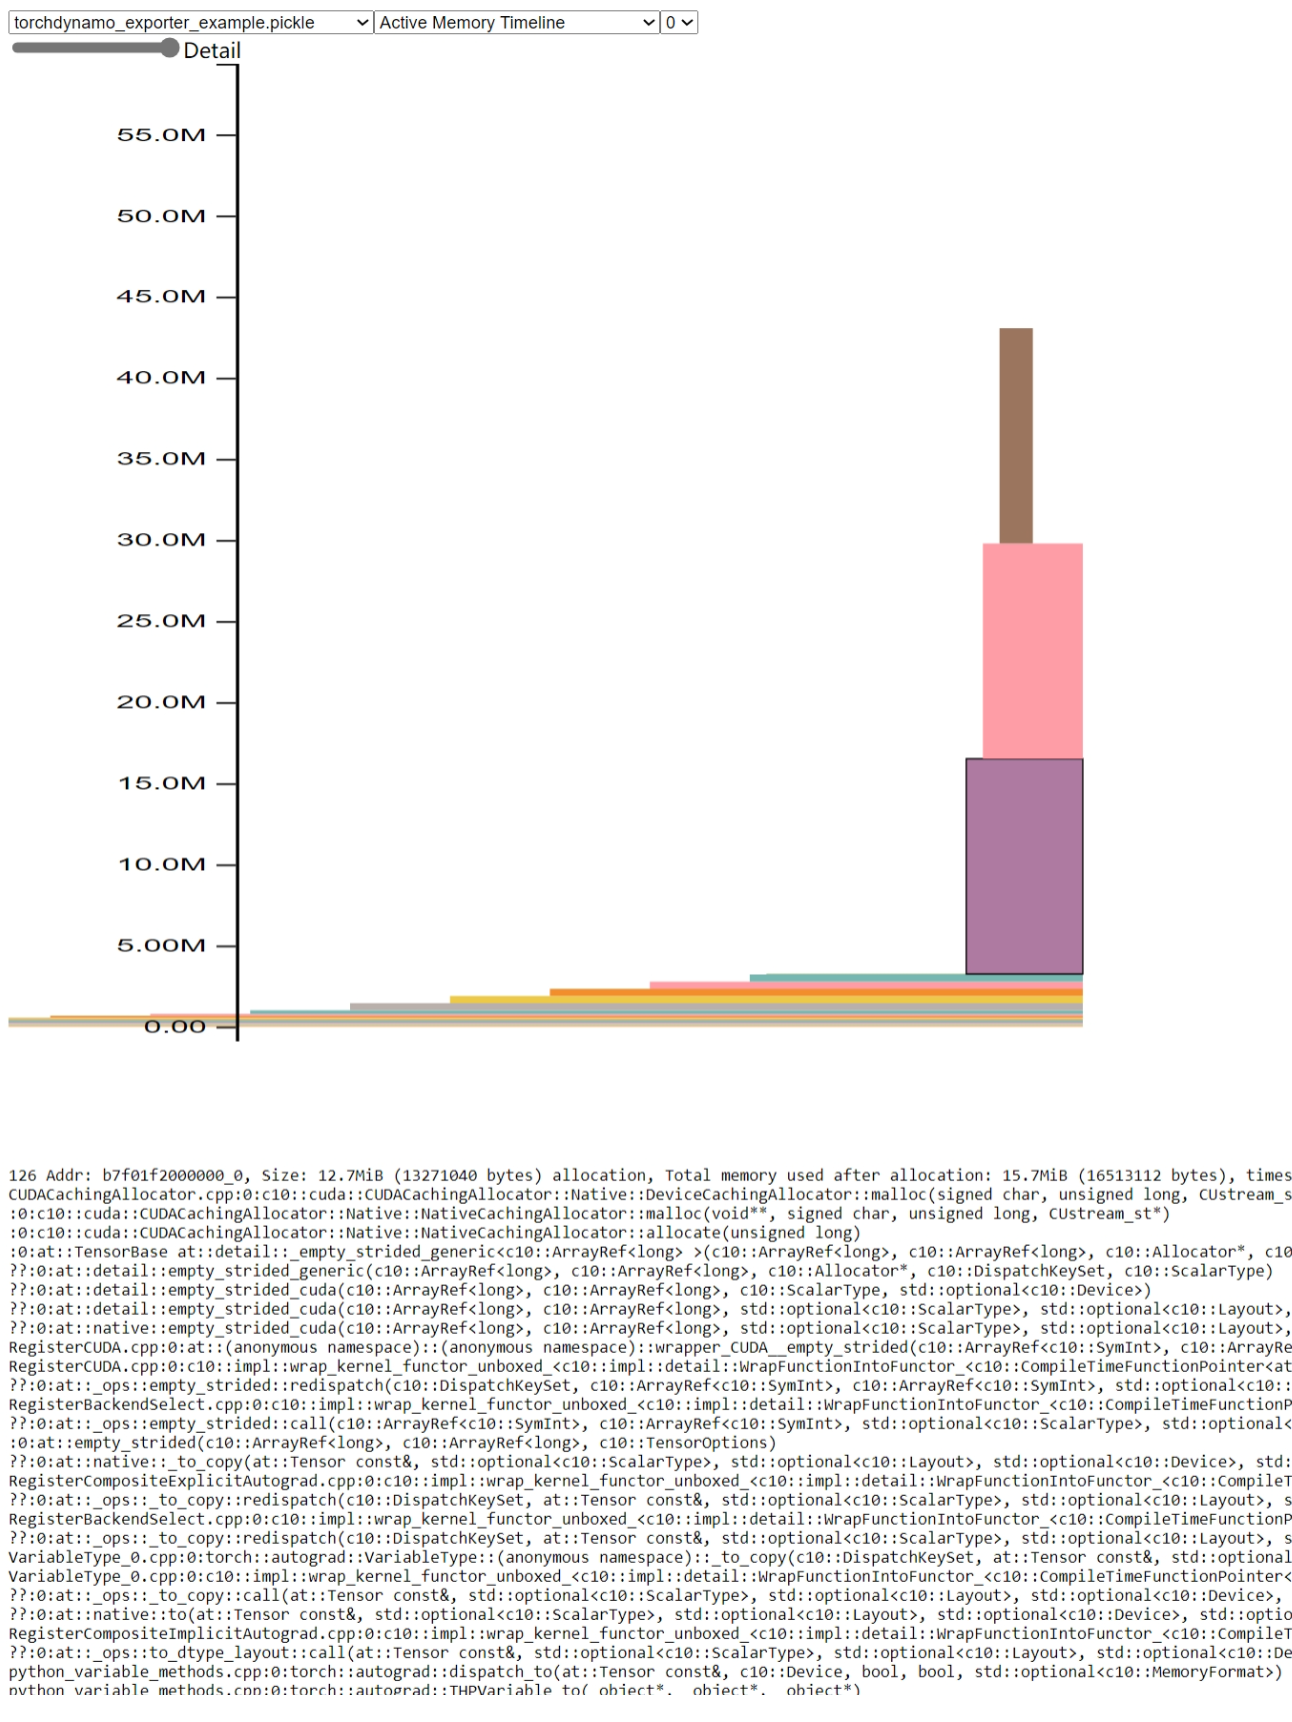 torchdynamo_exporter_example.pickle Active Memory Timeline 0
Detail
55.0M
50.0M
45.0M
40.0M
35.0M
30.0M
25.0M
20.0M
15.0M
10.0M
5.00M
0.00
126 Addr: b7f01f2000000_0, Size: 12.7MiB (13271040 bytes) allocation, Total memory used after allocation: 15.7MiB (16513112 bytes), times
CUDACachingAllocator.cpp:0:c10::cuda::CUDACachingAllocator::Native::DeviceCachingAllocator::malloc(signed char, unsigned long, CUstream_s
:0:c10::cuda::CUDACachingAllocator::Native::NativeCachingAllocator::malloc(void**, signed char, unsigned long, CUstream_st*)
:0:c10::cuda::CUDACachingAllocator::Native::NativeCachingAllocator::allocate(unsigned long)
:0:at::TensorBase at::detail::_empty_strided_generic<c10::ArrayRef<long> >(c10::ArrayRef<long>, c10::ArrayRef<long>, c10::Allocator*, c10
??:0:at::detail::empty_strided_generic(c10::ArrayRef<long>, c10::ArrayRef<long>, c10::Allocator*, c10::DispatchKeySet, c10::ScalarType)
??:0:at::detail::empty_strided_cuda(c10::ArrayRef<long>, c10::ArrayRef<long>, c10::ScalarType, std::optional<c10::Device>)
??:0:at::detail::empty_strided_cuda(c10::ArrayRef<long>, c10::ArrayRef<long>, std::optional<c10::ScalarType>, std::optional<c10::Layout>,
??:0:at::native::empty_strided_cuda(c10::ArrayRef<long>, c10::ArrayRef<long>, std::optional<c10::ScalarType>, std::optional<c10::Layout>,
RegisterCUDA.cpp:0:at::(anonymous namespace)::(anonymous namespace)::wrapper_CUDA__empty_strided(c10::ArrayRef<c10::SymInt>, c10::ArrayRe
RegisterCUDA.cpp:0:c10::impl::wrap_kernel_functor_unboxed_<c10::impl::detail::WrapFunctionIntoFunctor_<c10::CompileTimeFunctionPointer<at
??:0:at::_ops::empty_strided::redispatch(c10::DispatchKeySet, c10::ArrayRef<c10::SymInt>, c10::ArrayRef<c10::SymInt>, std::optional<c10::
RegisterBackendSelect.cpp:0:c10::impl::wrap_kernel_functor_unboxed_<c10::impl::detail::WrapFunctionIntoFunctor_<c10::CompileTimeFunctionP
??:0:at::_ops::empty_strided::call(c10::ArrayRef<c10::SymInt>, c10::ArrayRef<c10::SymInt>, std::optional<c10::ScalarType>, std::optional<
:0:at::empty_strided(c10::ArrayRef<long>, c10::ArrayRef<long>, c10::TensorOptions)
??:0:at::native::_to_copy(at::Tensor const&, std::optional<c10::ScalarType>, std::optional<c10::Layout>, std::optional<c10::Device>, std:
RegisterCompositeExplicitAutograd.cpp:0:c10::impl::wrap_kernel_functor_unboxed_<c10::impl::detail::WrapFunctionIntoFunctor_<c10::CompileT
??:0:at::_ops::_to_copy::redispatch(c10::DispatchKeySet, at::Tensor const&, std::optional<c10::ScalarType>, std::optional<c10::Layout>, s
RegisterBackendSelect.cpp:0:c10::impl::wrap_kernel_functor_unboxed_<c10::impl::detail::WrapFunctionIntoFunctor_<c10::CompileTimeFunctionP
??:0:at::_ops::_to_copy::redispatch(c10::DispatchKeySet, at::Tensor const&, std::optional<c10::ScalarType>, std::optional<c10::Layout>, s
VariableType_0.cpp:0:torch::autograd::VariableType::(anonymous namespace)::_to_copy(c10::DispatchKeySet, at::Tensor const&, std::optional
VariableType_0.cpp:0:c10::impl::wrap_kernel_functor_unboxed_<c10::impl::detail::WrapFunctionIntoFunctor_<c10::CompileTimeFunctionPointer<
??:0:at::_ops::_to_copy::call(at::Tensor const&, std::optional<c10::ScalarType>, std::optional<c10::Layout>, std::optional<c10::Device>,
??:0:at::native::to(at::Tensor const&, std::optional<c10::ScalarType>, std::optional<c10::Layout>, std::optional<c10::Device>, std::optio
RegisterCompositeImplicitAutograd.cpp:0:c10::impl::wrap_kernel_functor_unboxed_<c10::impl::detail::WrapFunctionIntoFunctor_<c10::CompileT
??:0:at::_ops::to_dtype_layout::call(at::Tensor const&, std::optional<c10::ScalarType>, std::optional<c10::Layout>, std::optional<c10::De
python_variable_methods.cpp:0:torch::autograd::dispatch_to(at::Tensor const&, c10::Device, bool, bool, std::optional<c10::MemoryFormat>)
python_variable_methods.cpp:0:torch::autograd::THPVariable_to(_object*, _object*, _object*)